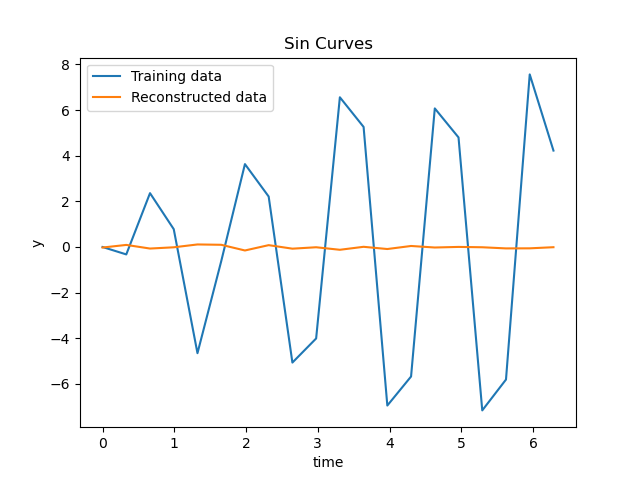 Sin Curves
Training data
Reconstructed data
8
6
4
2
0
−2
−4
−6
y
0 1 2 3 4 5 6
time